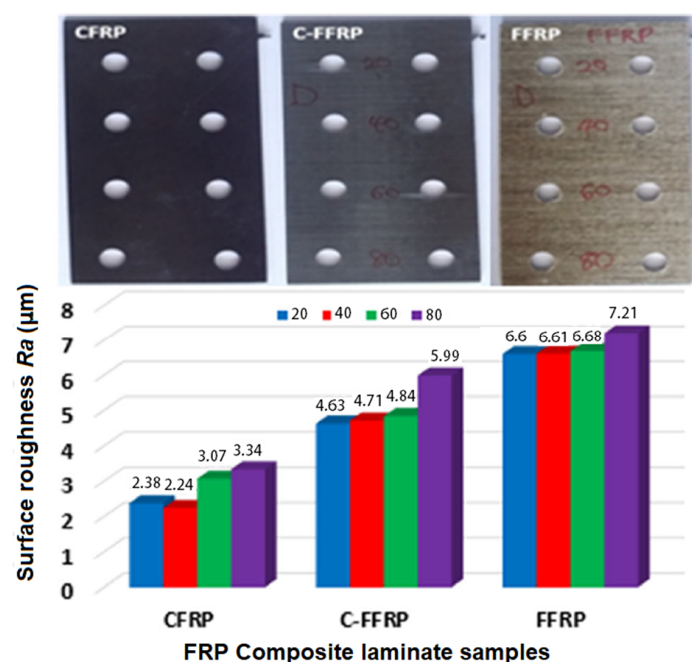 CFRP
C-FFRP
FFRP
FFRP
20
20
D
D
40
40
60
60
80
80
8
7
6
5
4
3
2
1
0
Surface roughness Ra (μm)
20 40 60 80
2.38 2.24 3.07 3.34
4.63 4.71 4.84 5.99
6.6 6.61 6.68 7.21
CFRP C-FFRP FFRP
FRP Composite laminate samples